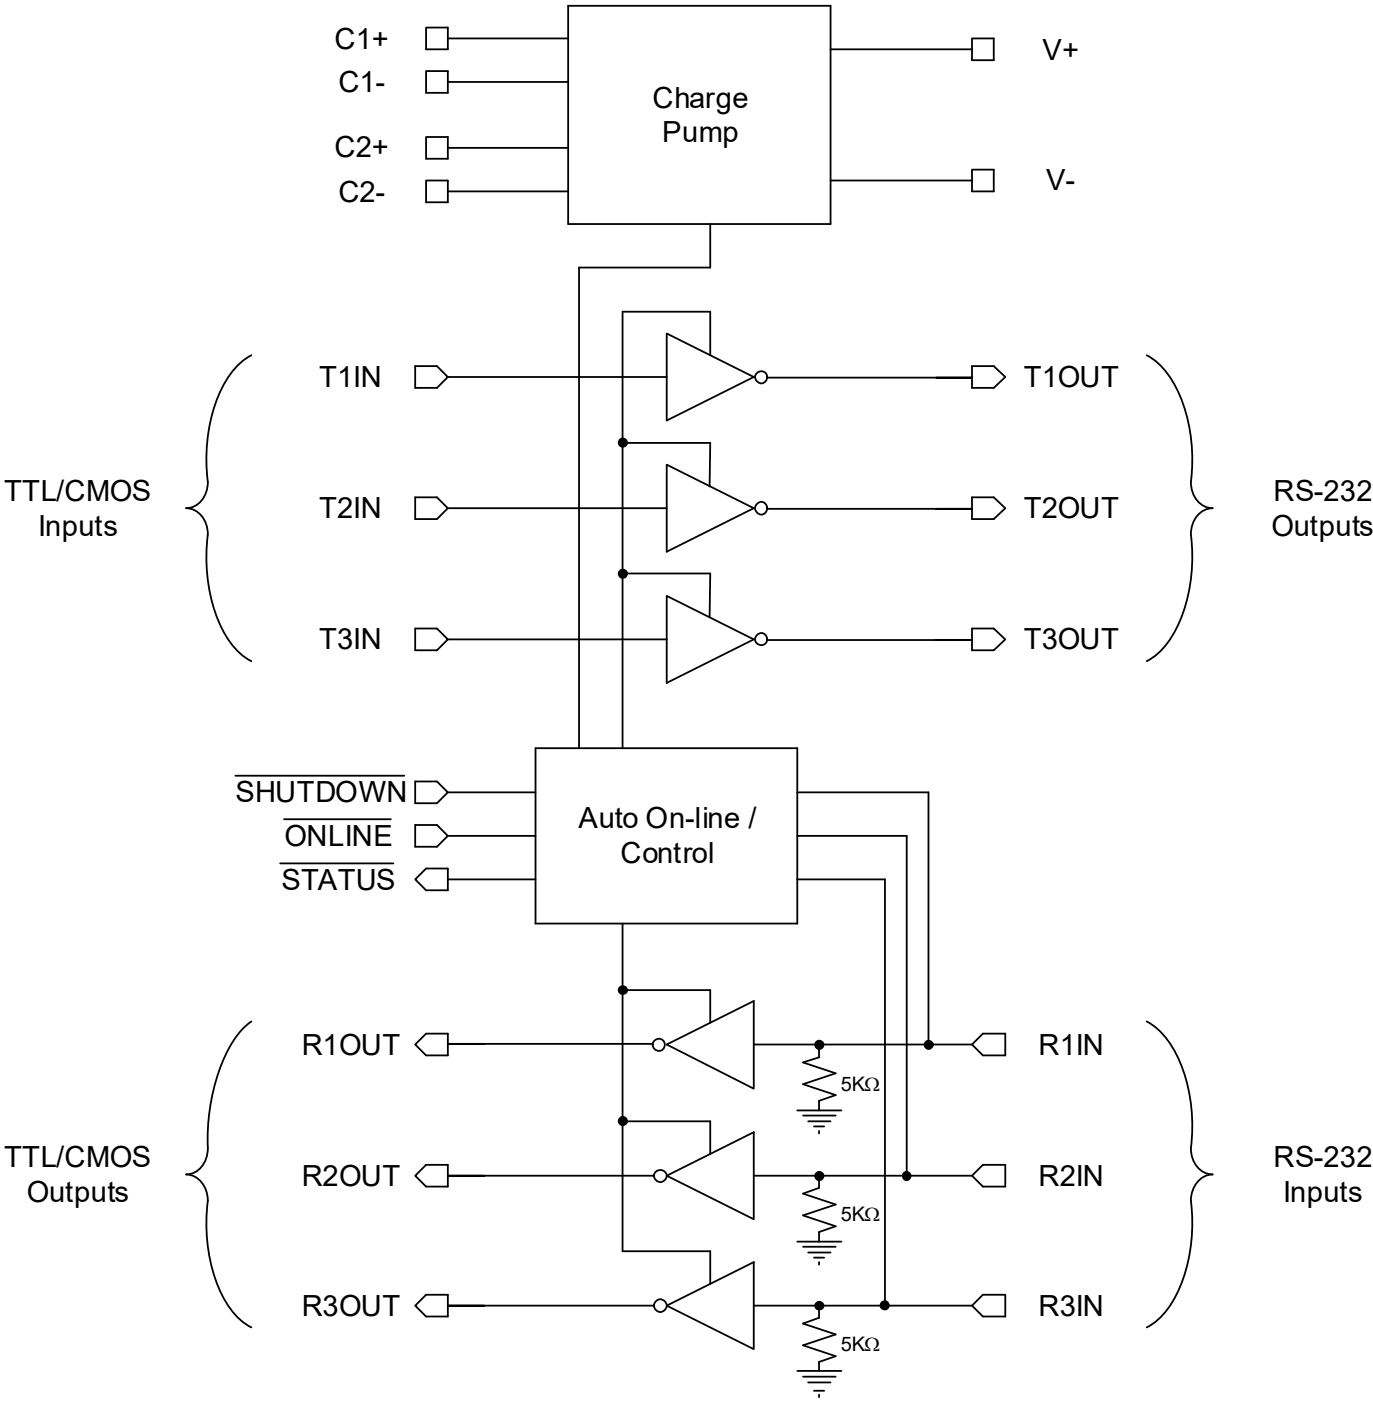 C1+
C1-
C2+
C2-
Charge
Pump
V+
V-
T1IN
T1OUT
TTL/CMOS
Inputs
T2IN
T2OUT
RS-232
Outputs
T3IN
T3OUT
SHUTDOWN
ONLINE
STATUS
Auto On-line /
Control
R1OUT
R1IN
5KΩ
TTL/CMOS
Outputs
R2OUT
R2IN
5KΩ
RS-232
Inputs
R3OUT
R3IN
5KΩ